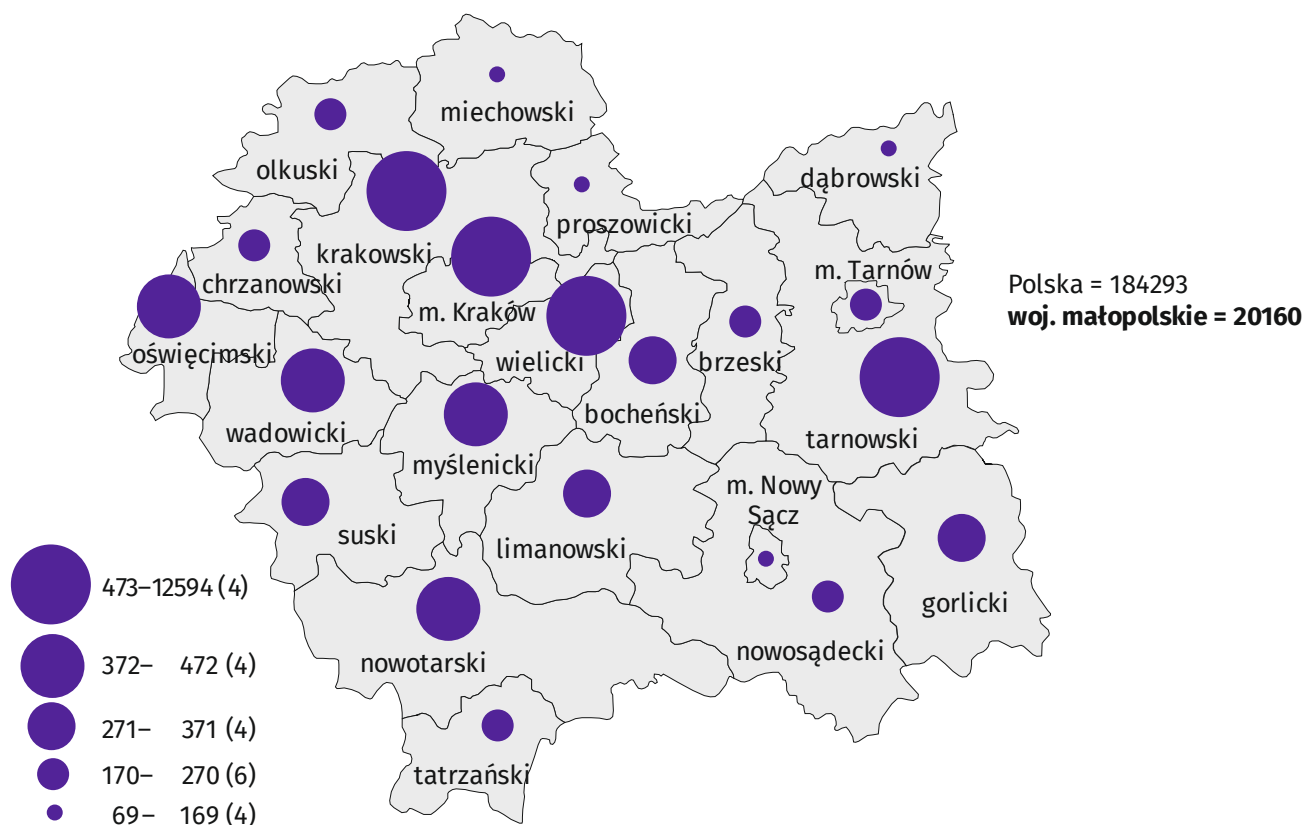 miechowski
olkuski
dąbrowski
proszowicki
krakowski
m. Tarnów
chrzanowski
Polska = 184293
m. Kraków
woj. małopolskie = 20160
oświęcimski
wielicki
brzeski
bocheński
wadowicki
tarnowski
myślenicki
m. Nowy
Sącz
suski
limanowski
473–12594 (4)
gorlicki
nowosądecki
nowotarski
372– 472 (4)
271– 371 (4)
170– 270 (6)
tatrzański
69– 169 (4)